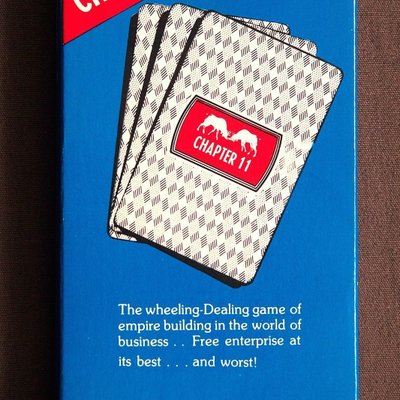 CHAPTER 11
The wheeling-Dealing game of
empire building in the world of
business . . Free enterprise at
its best . . . and worst!